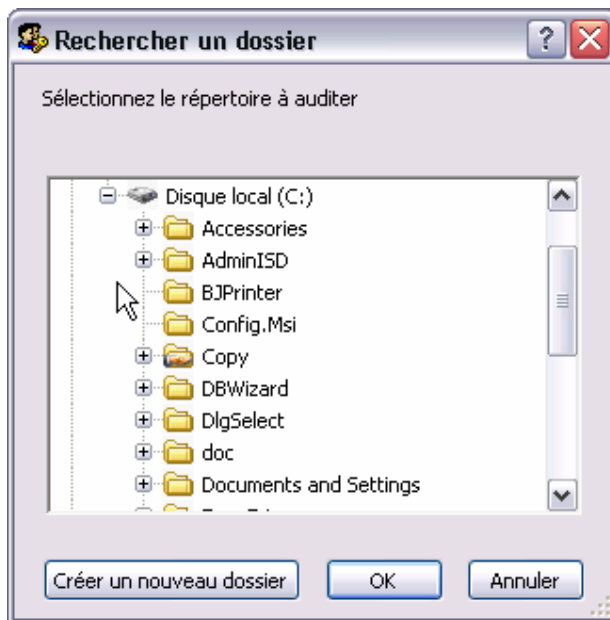 Rechercher un dossier
Sélectionnez le répertoire à auditer
Disque local (C:)
Accessories
AdminISD
BJPrinter
Config.Msi
Copy
DBWizard
DlgSelect
doc
Documents and Settings
Créer un nouveau dossier OK Annuler